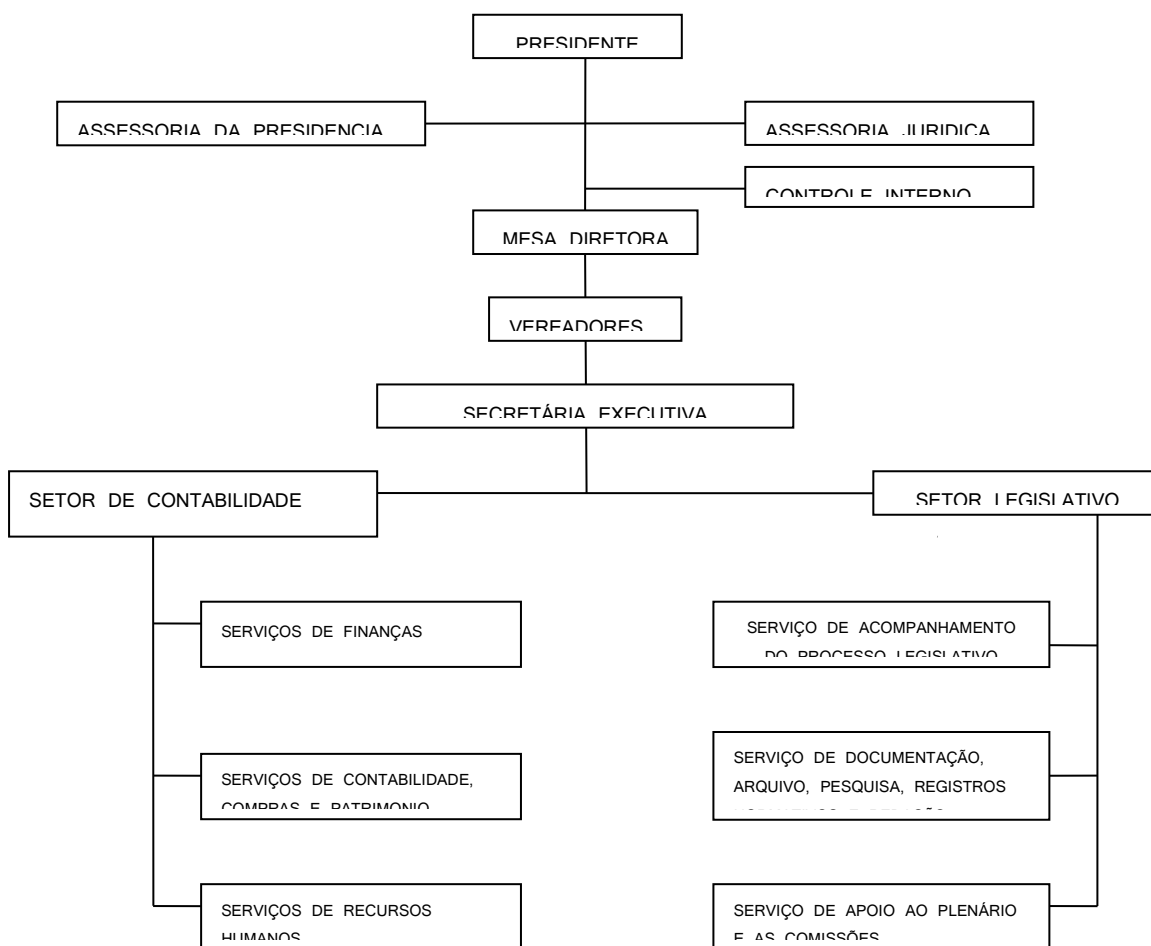 PRESIDENTE
ASSESSORIA DA PRESIDENCIA
ASSESSORIA JURIDICA
CONTROLE INTERNO
MESA DIRETORA
VEREADORES
SECRETÁRIA EXECUTIVA
SETOR DE CONTABILIDADE
SETOR LEGISLATIVO
SERVIÇOS DE FINANÇAS
SERVIÇO DE ACOMPANHAMENTO
DO PROCESSO LEGISLATIVO
SERVIÇOS DE CONTABILIDADE,
COMPRAS E PATRIMONIO
SERVIÇO DE DOCUMENTAÇÃO,
ARQUIVO, PESQUISA, REGISTROS
SERVIÇOS DE RECURSOS
HUMANOS
SERVIÇO DE APOIO AO PLENÁRIO
E AS COMISSÕES